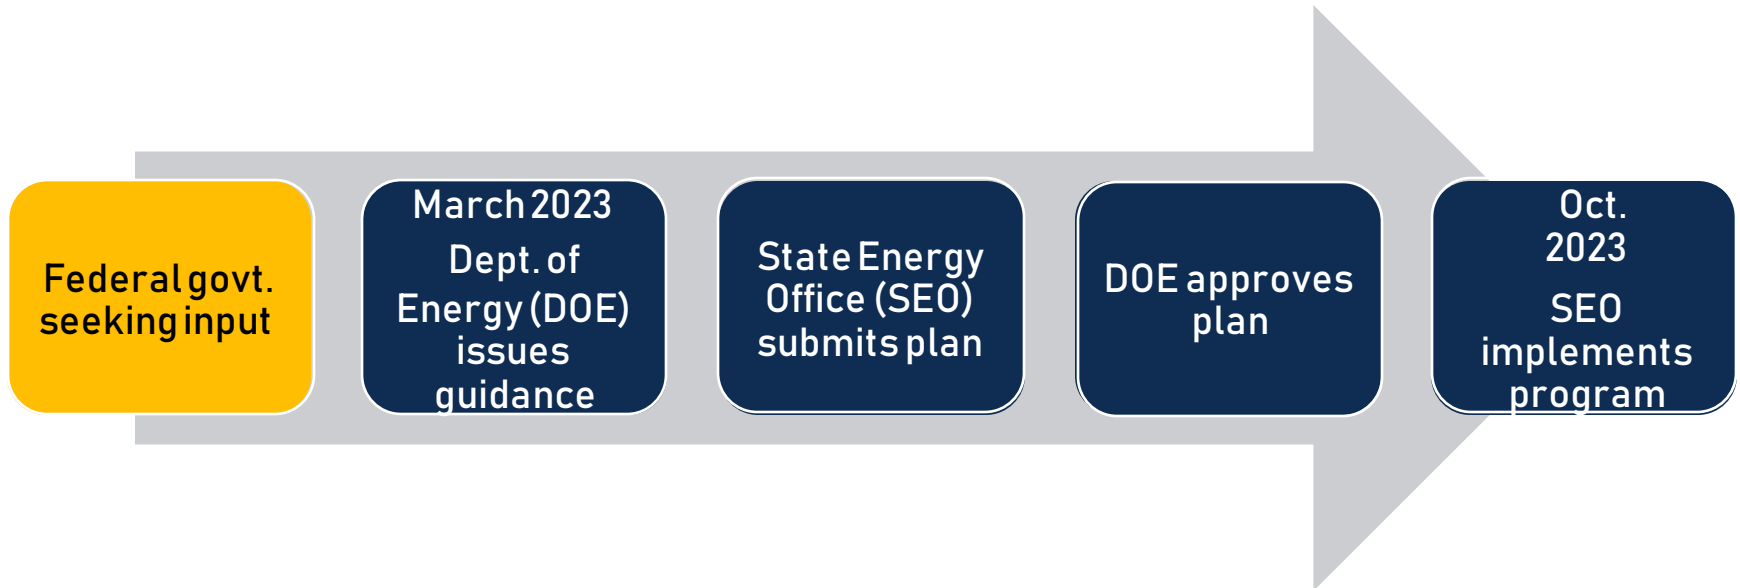 Federal govt.
seeking input
March 2023
Dept. of
Energy (DOE)
issues
guidance
State Energy
Office (SEO)
submits plan
DOE approves
plan
Oct.
2023
SEO
implements
program